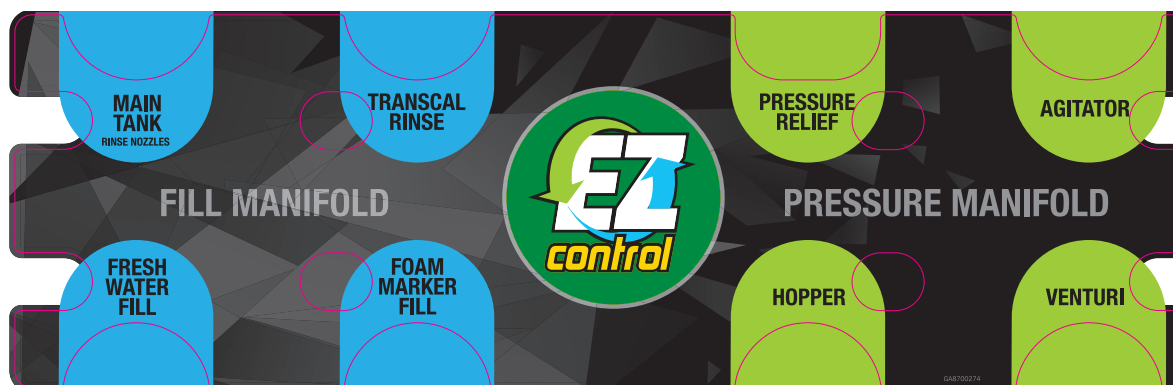 MAIN
TANK
RINSE NOZZLES
TRANSCAL
RINSE
PRESSURE
RELIEF
AGITATOR
FILL MANIFOLD
EZ
control
PRESSURE MANIFOLD
FRESH
WATER
FILL
FOAM
MARKER
FILL
HOPPER
VENTURI
GA8700274